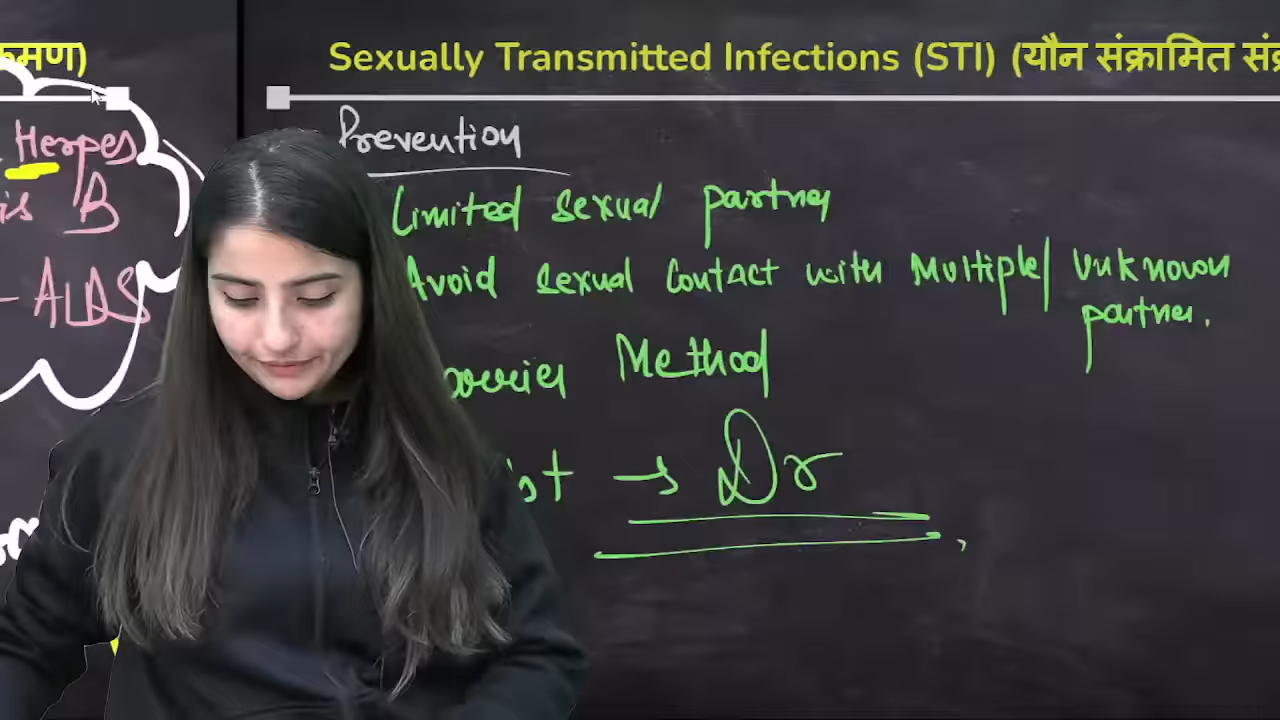 Sexually Transmitted Infections (STI) (यौन संक्रामित
Herpes
B
- AIDS
Prevention
Limited sexual partner
Avoid sexual contact with Multiple/ Unknown
partner.
Method
→ Dr